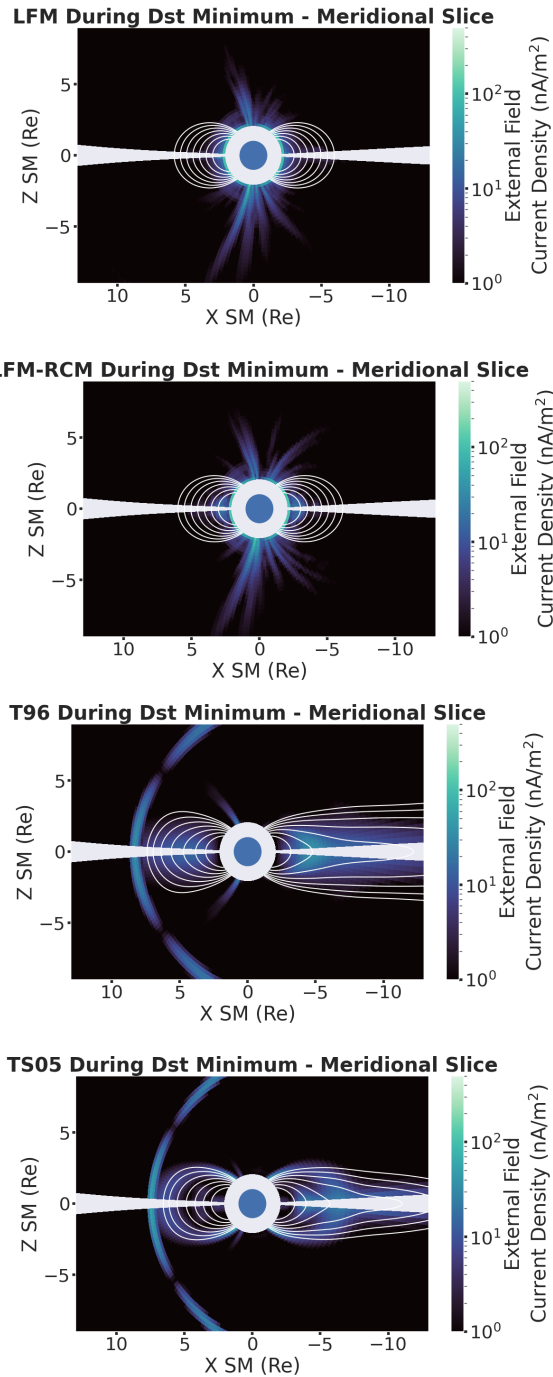 LFM During Dst Minimum - Meridional Slice
5
0
−5
Z SM (Re)
10 5 0 −5 −10
X SM (Re)
10²
10¹
10⁰
External Field
Current Density (nA/m²)
LFM-RCM During Dst Minimum - Meridional Slice
5
0
−5
Z SM (Re)
10 5 0 −5 −10
X SM (Re)
10²
10¹
10⁰
External Field
Current Density (nA/m²)
T96 During Dst Minimum - Meridional Slice
5
0
−5
Z SM (Re)
10 5 0 −5 −10
X SM (Re)
10²
10¹
10⁰
External Field
Current Density (nA/m²)
TS05 During Dst Minimum - Meridional Slice
5
0
−5
Z SM (Re)
10 5 0 −5 −10
X SM (Re)
10²
10¹
10⁰
External Field
Current Density (nA/m²)